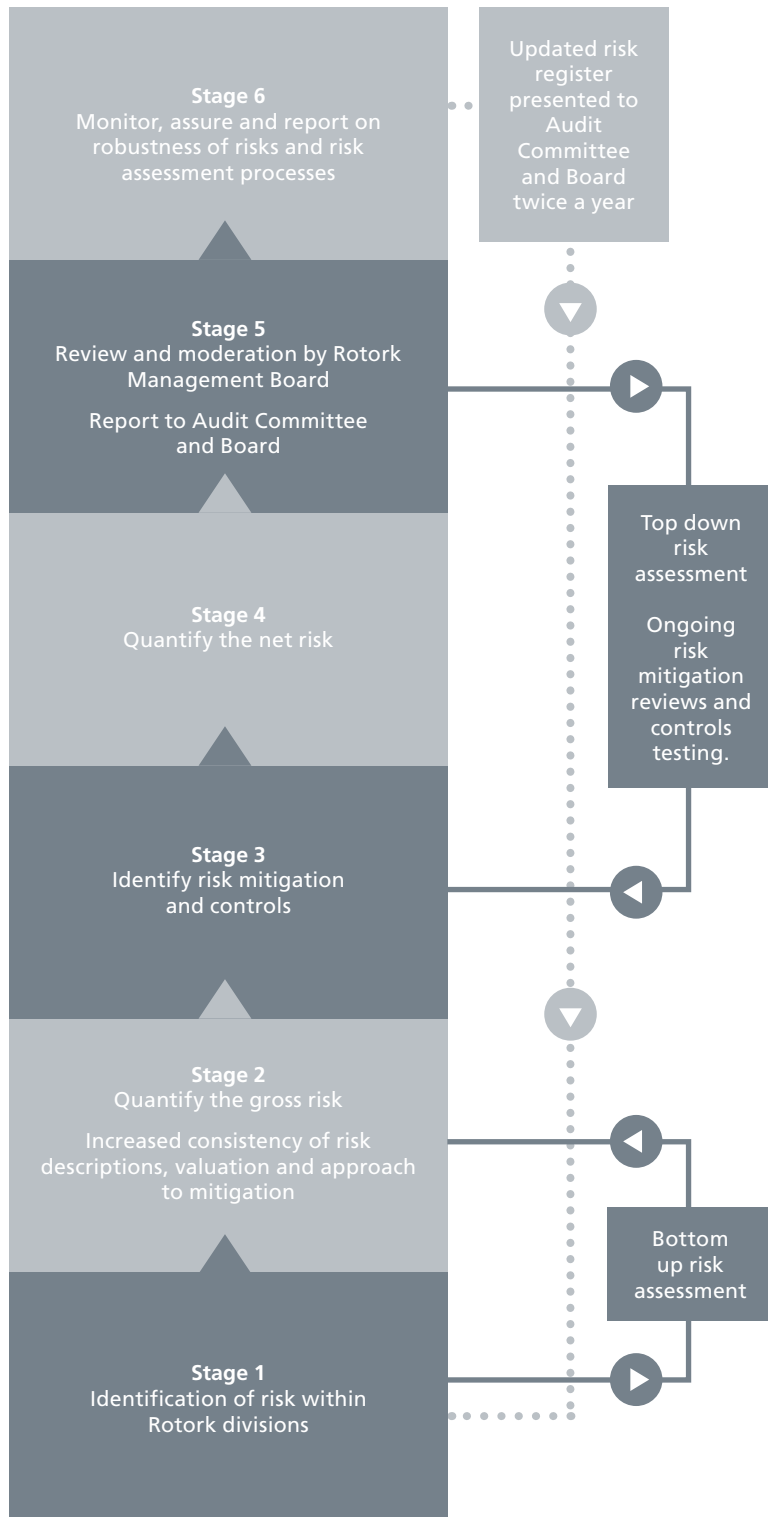 Stage 6
Monitor, assure and report on
robustness of risks and risk
assessment processes
Updated risk
register
presented to
Audit
Committee
and Board
twice a year
Stage 5
Review and moderation by Rotork
Management Board
Report to Audit Committee
and Board
Top down
risk
assessment
Ongoing
risk
mitigation
reviews and
controls
testing.
Stage 4
Quantify the net risk
Stage 3
Identify risk mitigation
and controls
Stage 2
Quantify the gross risk
Increased consistency of risk
descriptions, valuation and approach
to mitigation
Bottom
up risk
assessment
Stage 1
Identification of risk within
Rotork divisions